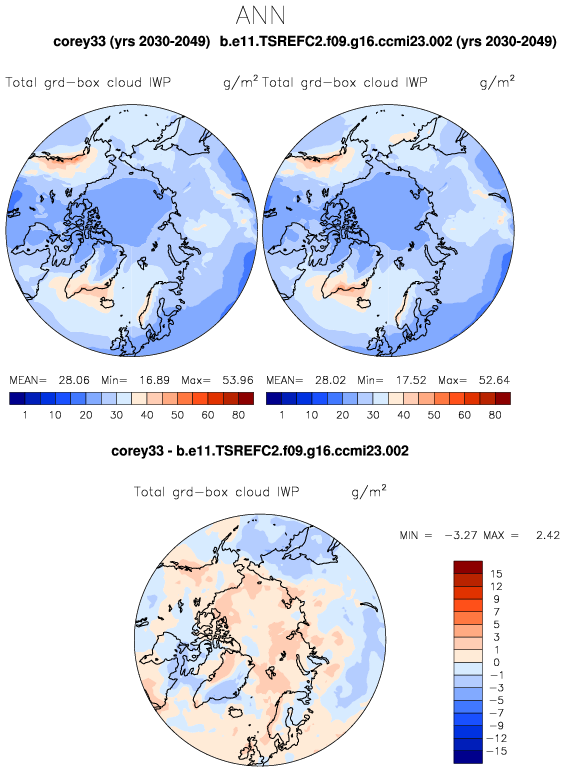 ANN
corey33 (yrs 2030-2049) b.e11.TSREFC2.f09.g16.ccmi23.002 (yrs 2030-2049)
Total grd-box cloud IWP g/m² Total grd-box cloud IWP g/m²
MEAN= 28.06 Min= 16.89 Max= 53.96 MEAN= 28.02 Min= 17.52 Max= 52.64
1 10 20 30 40 50 60 80 1 10 20 30 40 50 60 80
corey33 - b.e11.TSREFC2.f09.g16.ccmi23.002
Total grd-box cloud IWP g/m²
MIN = -3.27 MAX = 2.42
15
12
9
7
5
3
1
0
-1
-3
-5
-7
-9
-12
-15